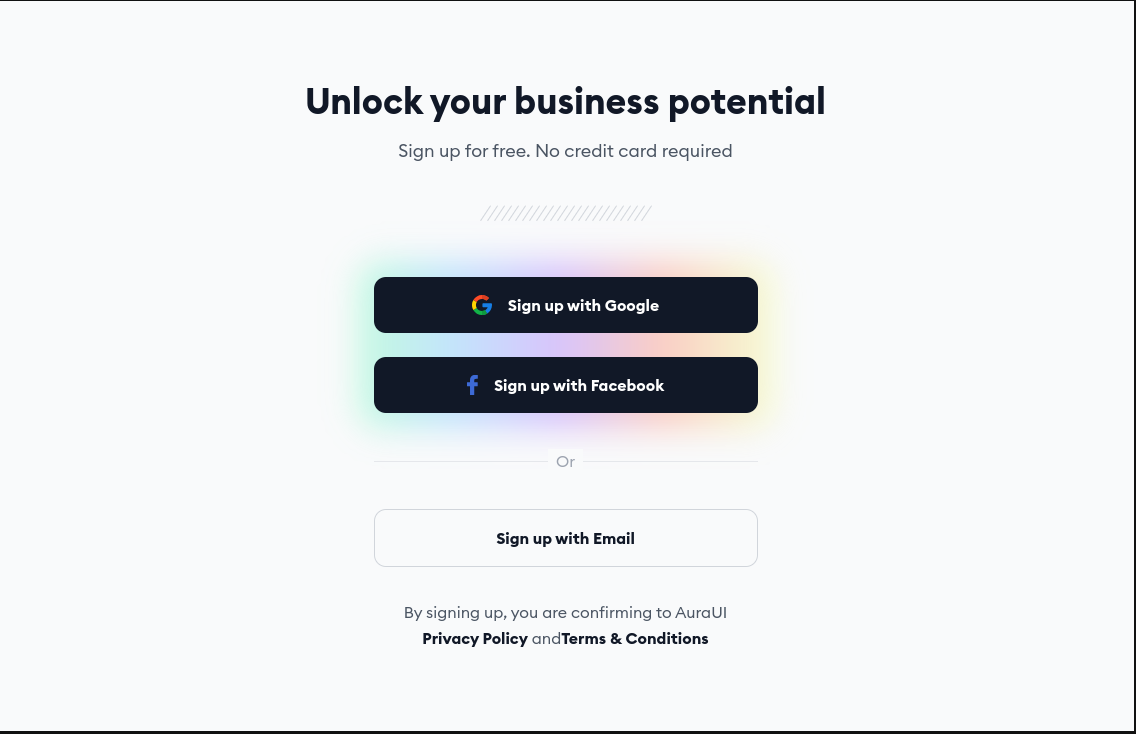 Unlock your business potential
Sign up for free. No credit card required
Sign up with Google
Sign up with Facebook
Or
Sign up with Email
By signing up, you are confirming to AuraUI
Privacy Policy andTerms & Conditions